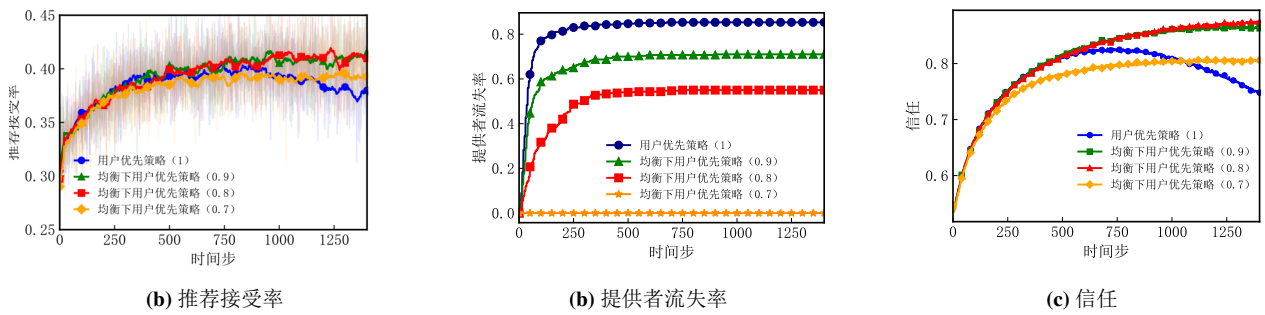 0.45
0.40
0.35
0.30
0.25
推荐接受率
用户优先策略（1）
均衡下用户优先策略（0.9）
均衡下用户优先策略（0.8）
均衡下用户优先策略（0.7）
0 250 500 750 1000 1250
时间步
(b) 推荐接受率
0.8
0.6
0.4
0.2
0.0
提供者流失率
用户优先策略（1）
均衡下用户优先策略（0.9）
均衡下用户优先策略（0.8）
均衡下用户优先策略（0.7）
0 250 500 750 1000 1250
时间步
(b) 提供者流失率
0.8
0.7
0.6
信任
用户优先策略（1）
均衡下用户优先策略（0.9）
均衡下用户优先策略（0.8）
均衡下用户优先策略（0.7）
0 250 500 750 1000 1250
时间步
(c) 信任